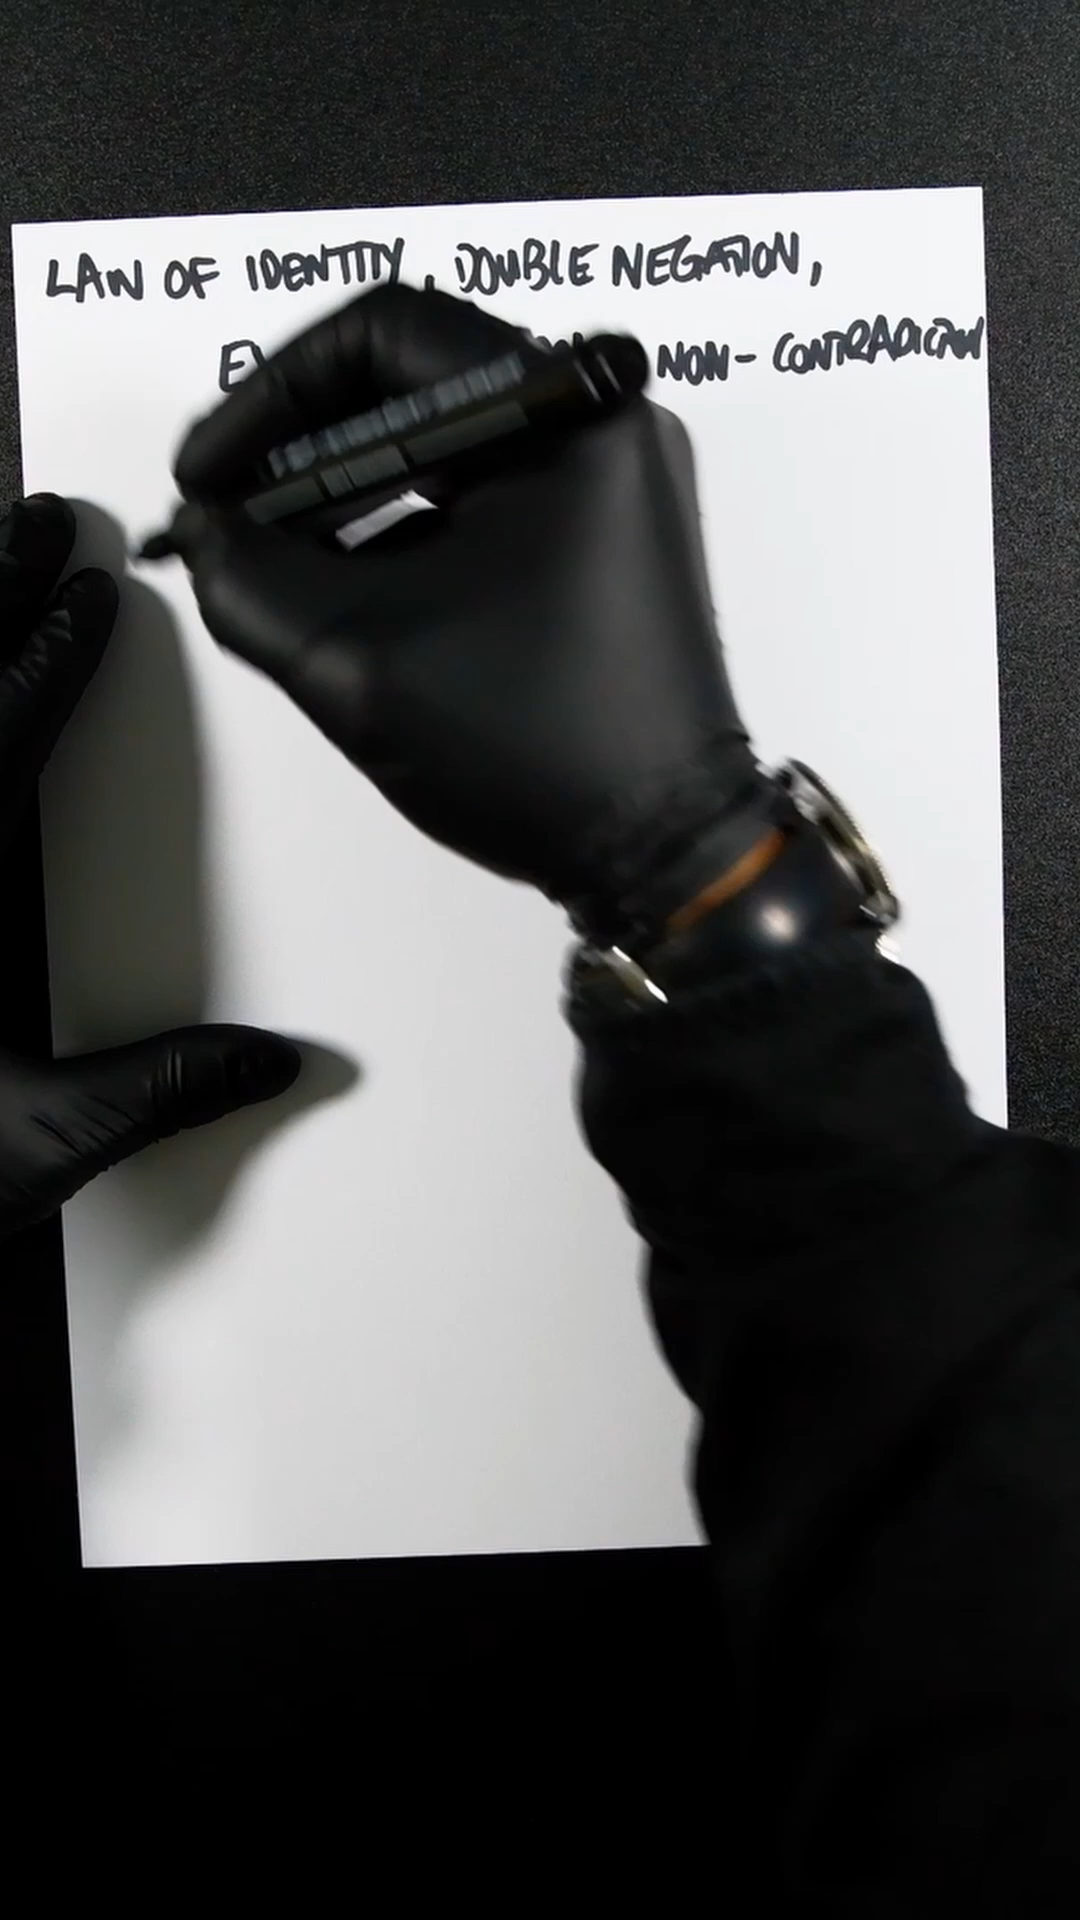 LAW OF IDENTITY, DOUBLE NEGATION,
NON-CONTRADICTION